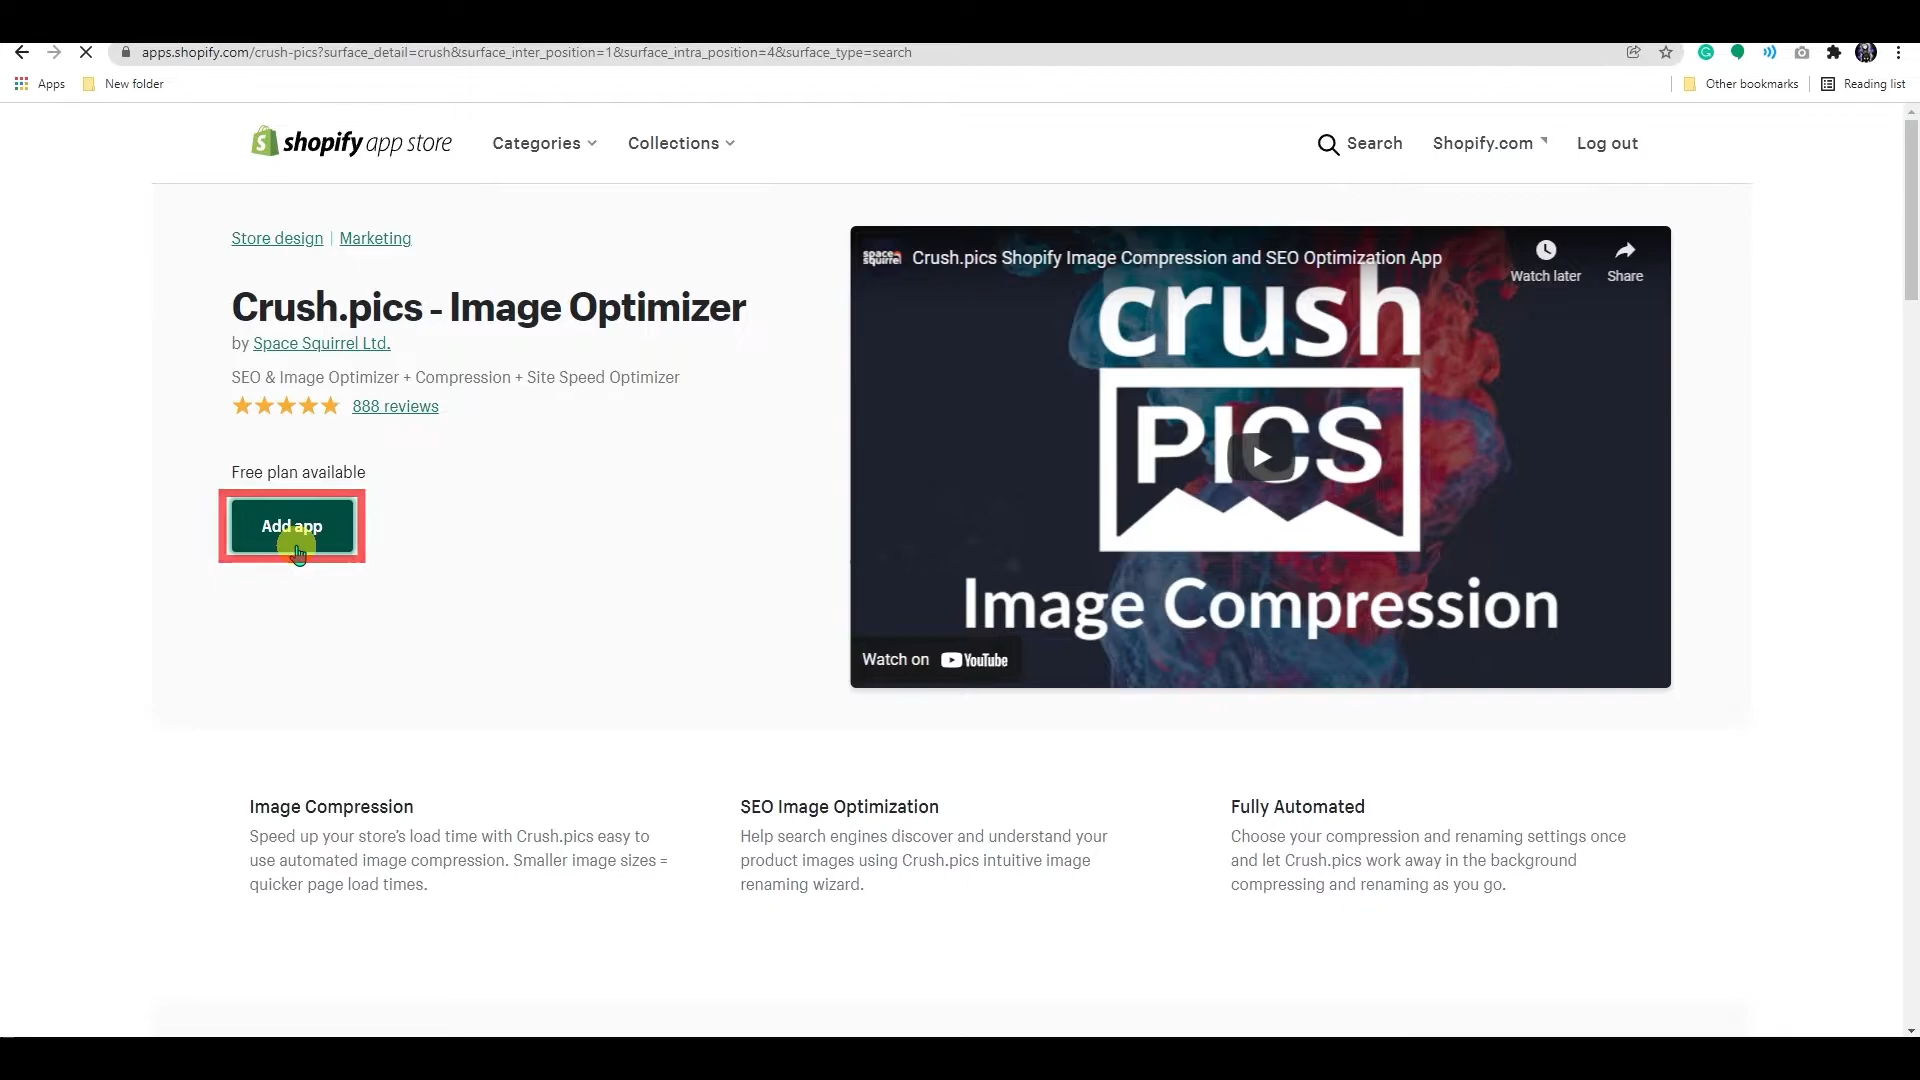 apps.shopify.com/crush-pics?surface_detail=crush&surface_inter_position=1&surface_intra_position=4&surface_type=search
Apps New folder Other bookmarks Reading list
shopify app store Categories Collections Search Shopify.com Log out
Store design | Marketing
Crush.pics - Image Optimizer
by Space Squirrel Ltd.
SEO & Image Optimizer + Compression + Site Speed Optimizer
888 reviews
Free plan available
Add app
space squirrel Crush.pics Shopify Image Compression and SEO Optimization App
Watch later Share
crush
PICS
Image Compression
Watch on YouTube
Image Compression
Speed up your store's load time with Crush.pics easy to
use automated image compression. Smaller image sizes =
quicker page load times.
SEO Image Optimization
Help search engines discover and understand your
product images using Crush.pics intuitive image
renaming wizard.
Fully Automated
Choose your compression and renaming settings once
and let Crush.pics work away in the background
compressing and renaming as you go.